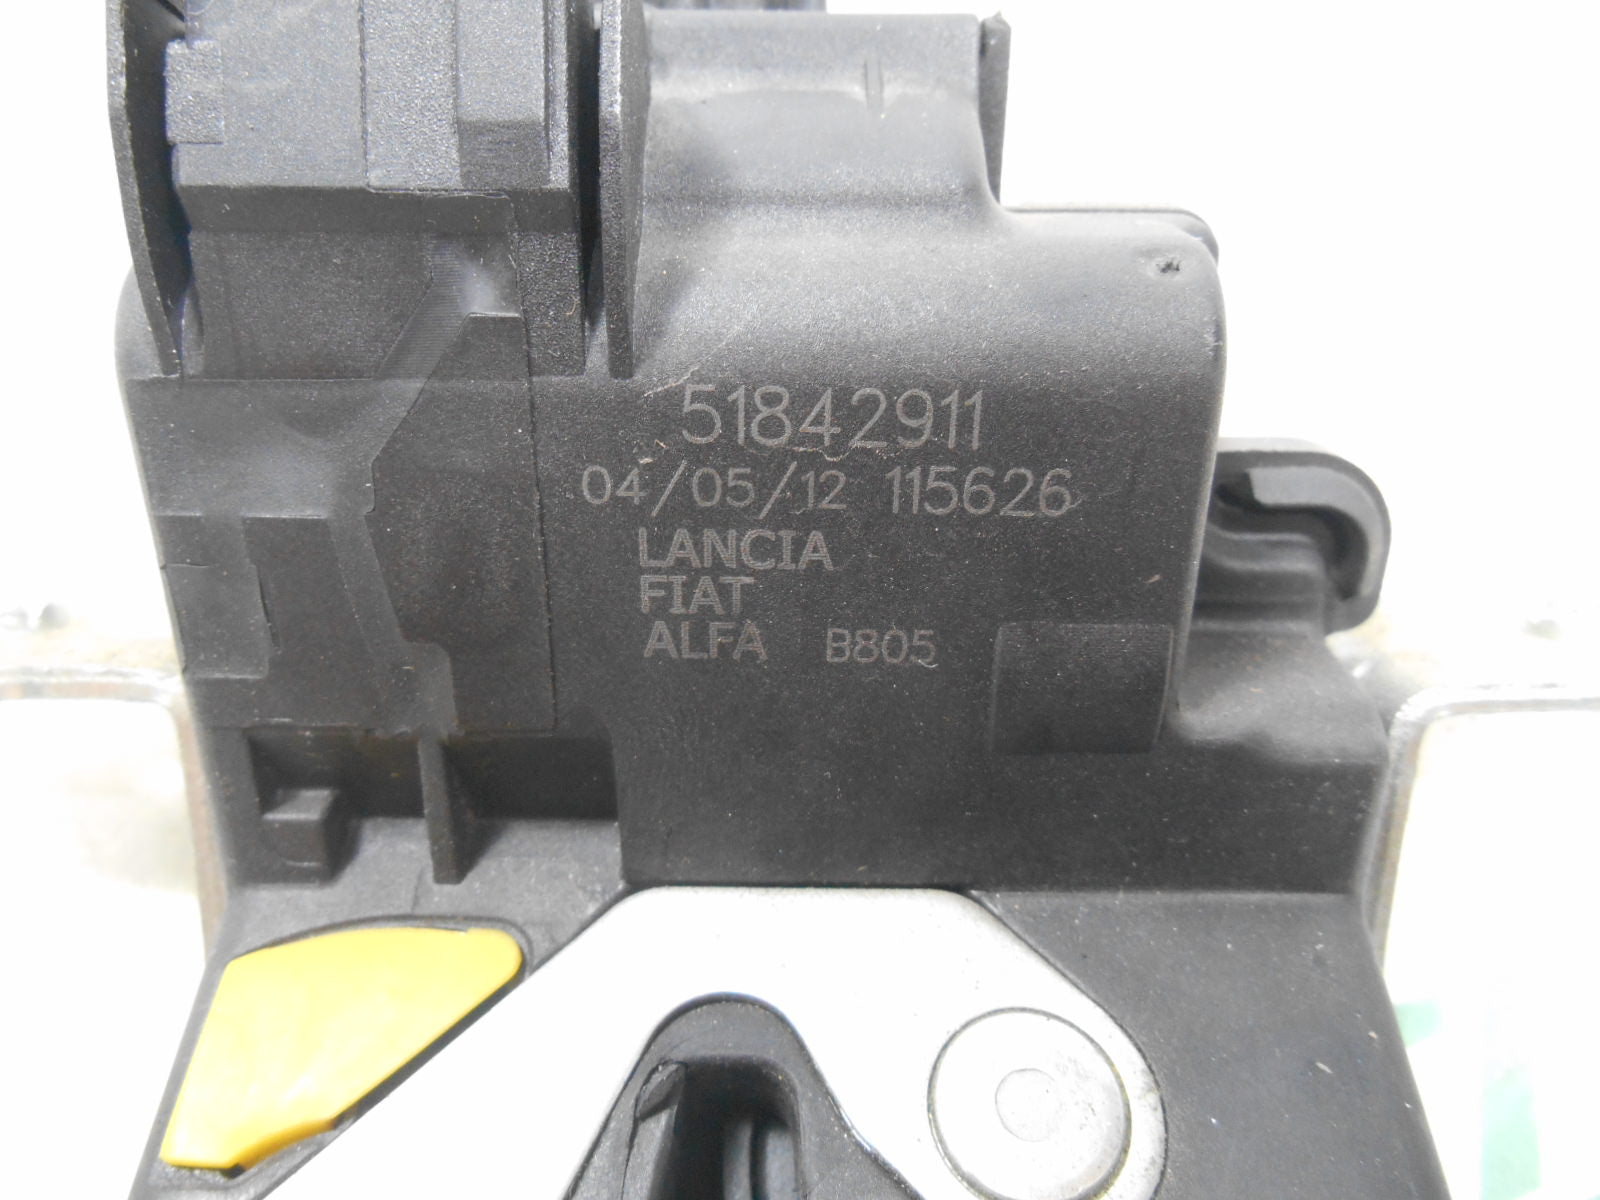 51842911
04/05/12 115626
LANCIA
FIAT
ALFA B805